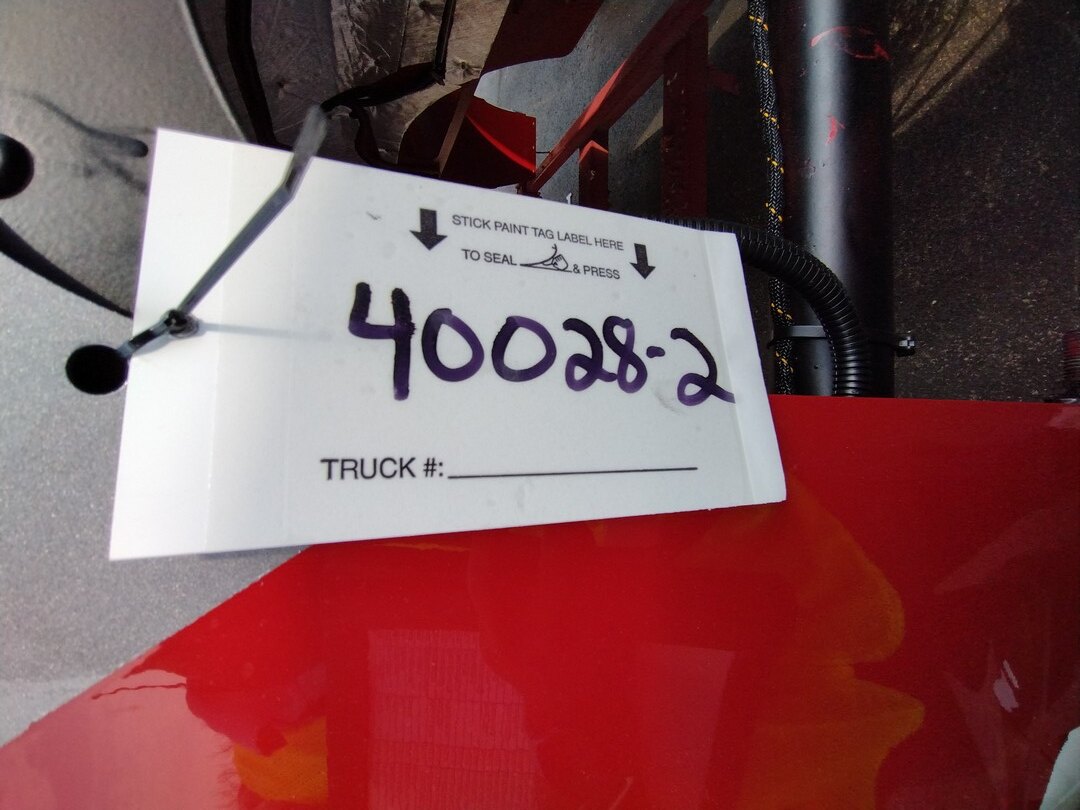 STICK PAINT TAG LABEL HERE
TO SEAL & PRESS
40028-2
TRUCK #: